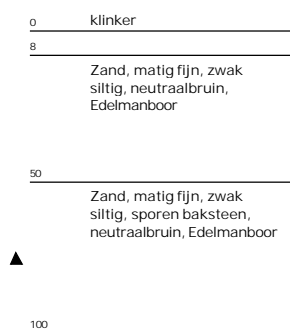 0 klinker
8
Zand, matig fijn, zwak
siltig, neutraalbruin,
Edelmanboor
50
Zand, matig fijn, zwak
siltig, sporen baksteen,
neutraalbruin, Edelmanboor
100